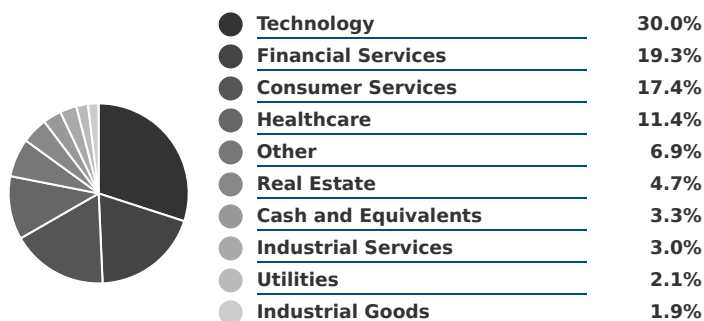 Technology 30.0%
Financial Services 19.3%
Consumer Services 17.4%
Healthcare 11.4%
Other 6.9%
Real Estate 4.7%
Cash and Equivalents 3.3%
Industrial Services 3.0%
Utilities 2.1%
Industrial Goods 1.9%